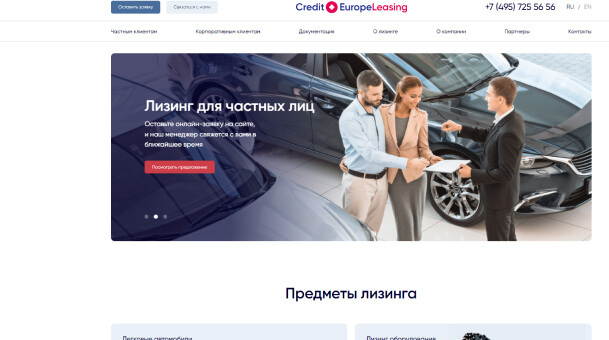 Оставить заявку
Связаться с нами
Credit EuropeLeasing
+7 (495) 725 56 56
RU / EN
Частным клиентам
Корпоративным клиентам
Документация
О лизинге
О компании
Партнеры
Контакты
Лизинг для частных лиц
Оставьте онлайн-заявку на сайте,
и наш менеджер свяжется с вами в
ближайшее время
Посмотреть предложение
Предметы лизинга
Легковые автомобили
Лизинг оборудования